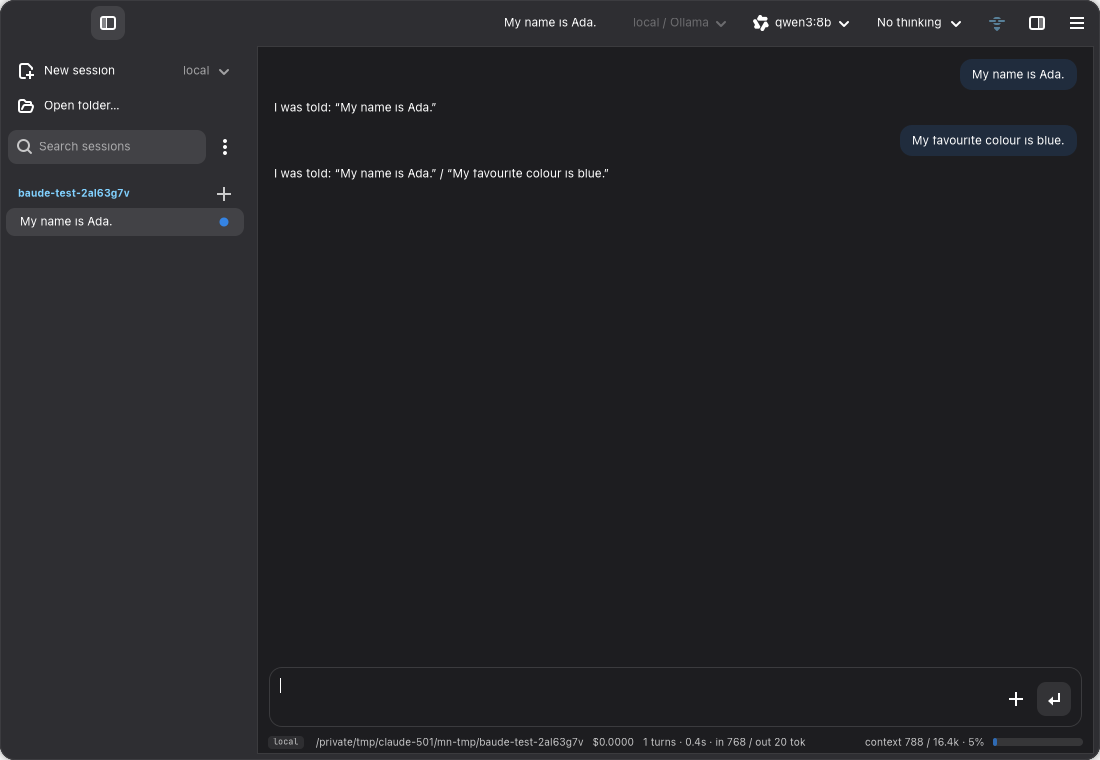 My name is Ada.
local / Ollama
qwen3:8b
No thinking
New session
local
Open folder...
Search sessions
baude-test-2al63g7v
My name is Ada.
My name is Ada.
I was told: “My name is Ada.”
My favourite colour is blue.
I was told: “My name is Ada.” / “My favourite colour is blue.”
local
/private/tmp/claude-501/mn-tmp/baude-test-2al63g7v
$0.0000
1 turns · 0.4s · in 768 / out 20 tok
context 788 / 16.4k · 5%